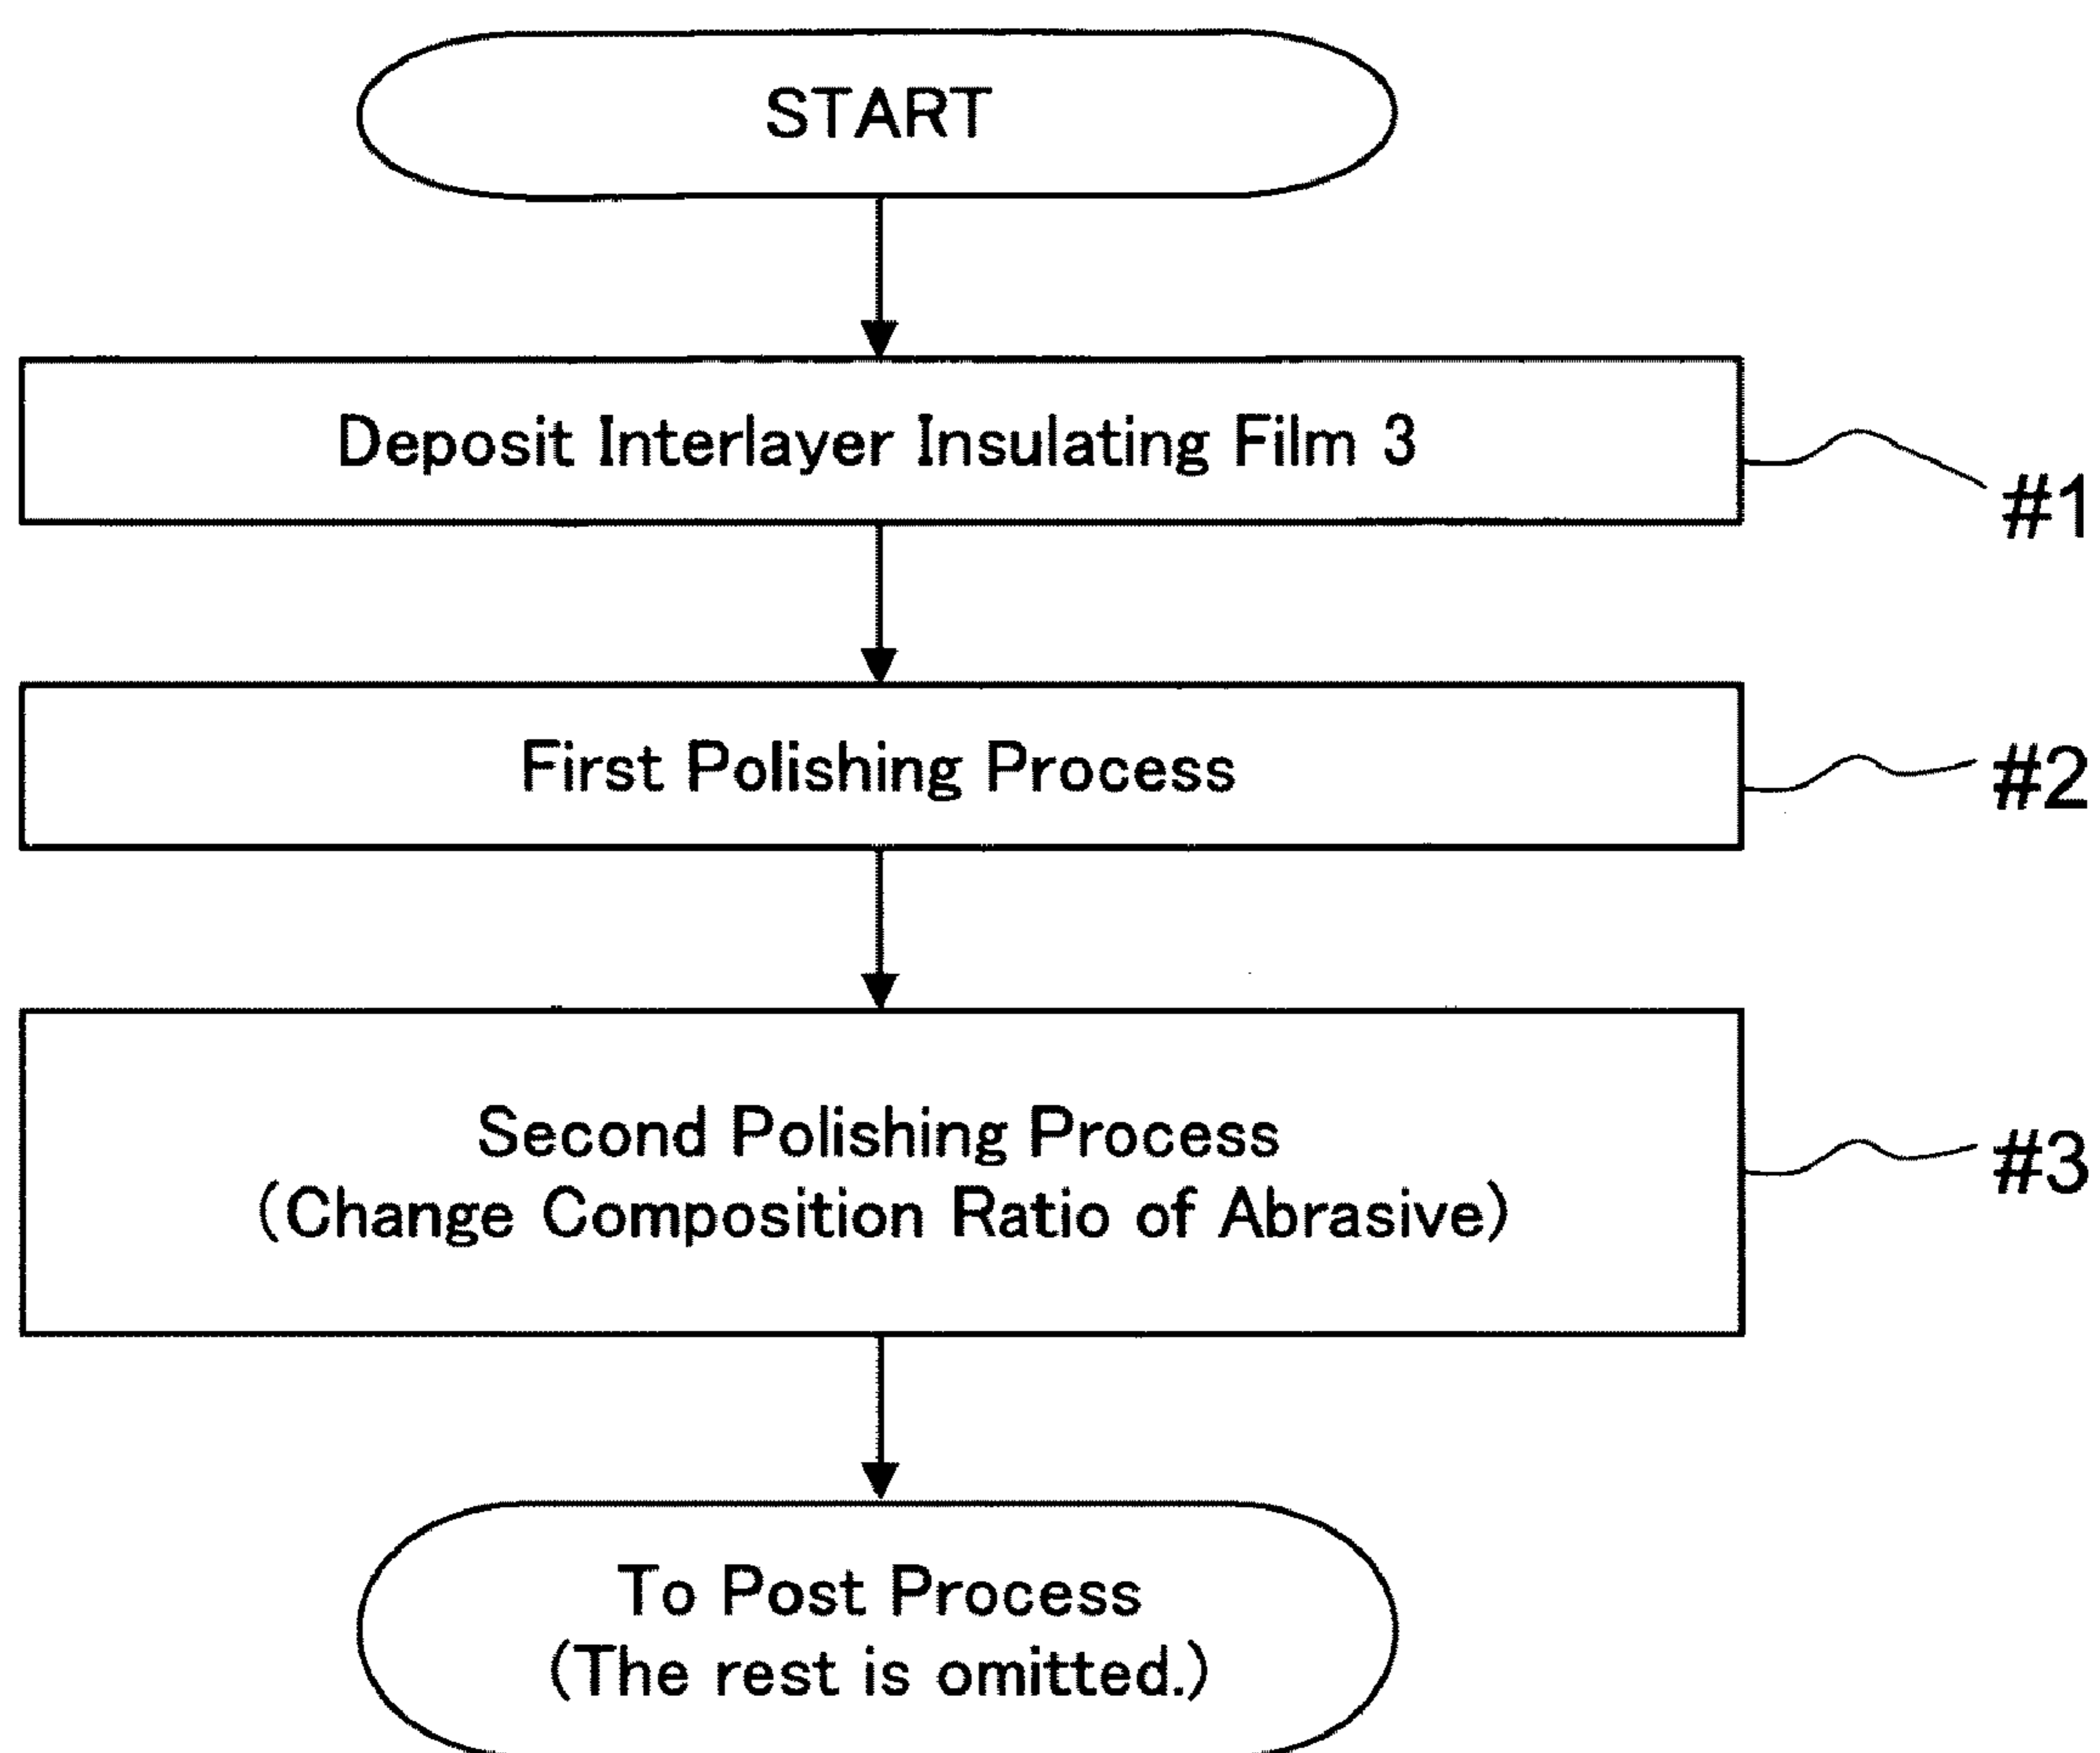 START
Deposit Interlayer Insulating Film 3
#1
First Polishing Process
#2
Second Polishing Process
(Change Composition Ratio of Abrasive)
#3
To Post Process
(The rest is omitted.)